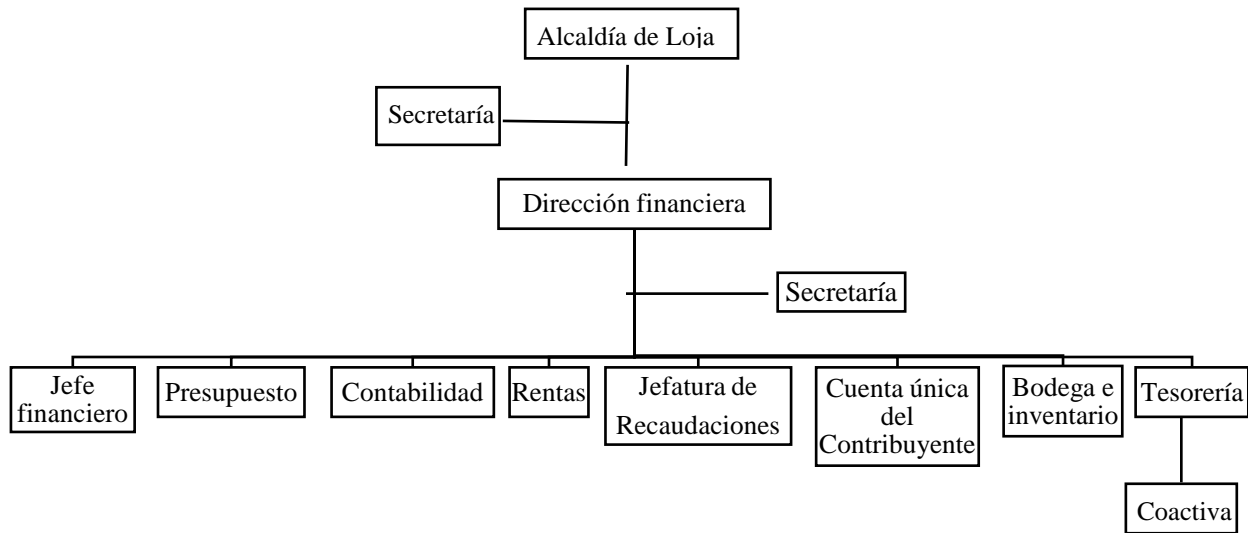 Alcaldía de Loja
Secretaría
Dirección financiera
Secretaría
Jefe
financiero
Presupuesto
Contabilidad
Rentas
Jefatura de
Recaudaciones
Cuenta única
del
Contribuyente
Bodega e
inventario
Tesorería
Coactiva